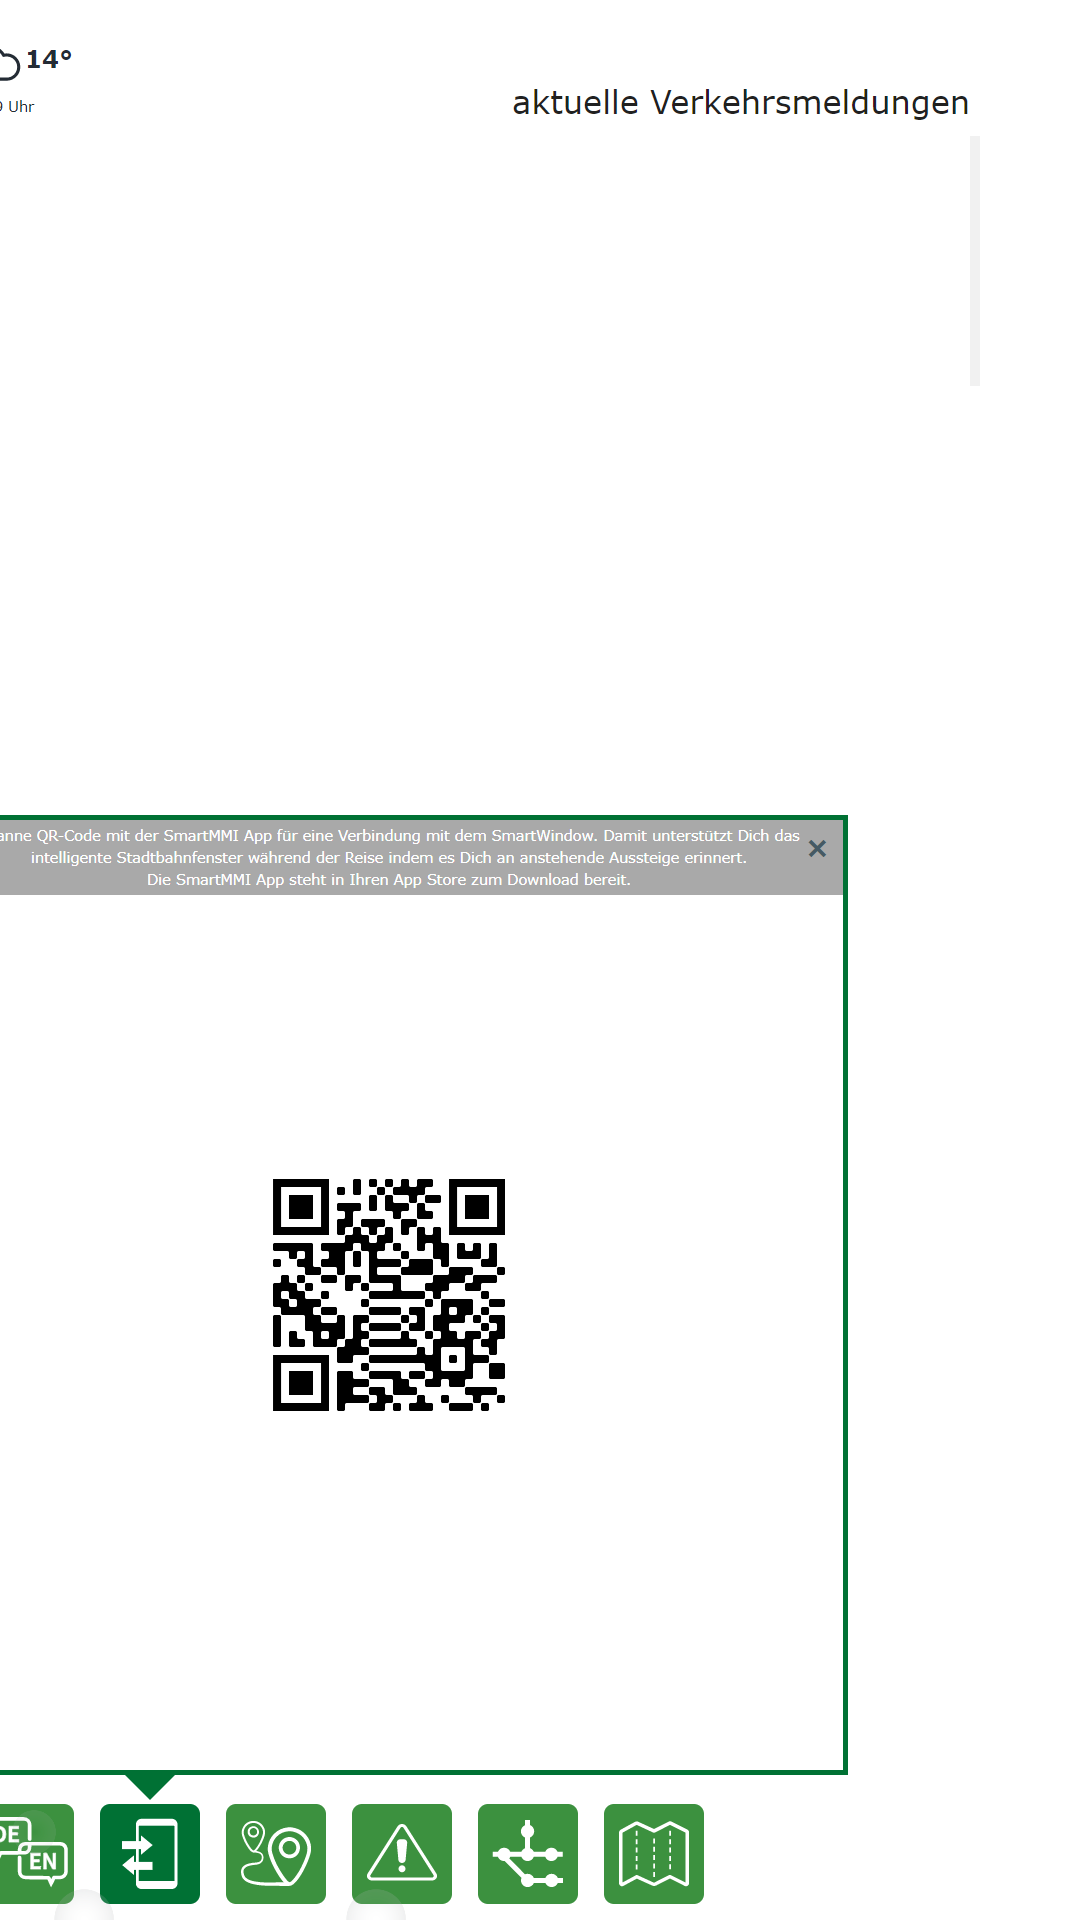 14°
9 Uhr
aktuelle Verkehrsmeldungen
QR-Code mit der SmartMMI App für eine Verbindung mit dem SmartWindow. Damit unterstützt Dich das
intelligente Stadtbahnfenster während der Reise indem es Dich an anstehende Aussteige erinnert.
Die SmartMMI App steht in Ihren App Store zum Download bereit.
DE
EN